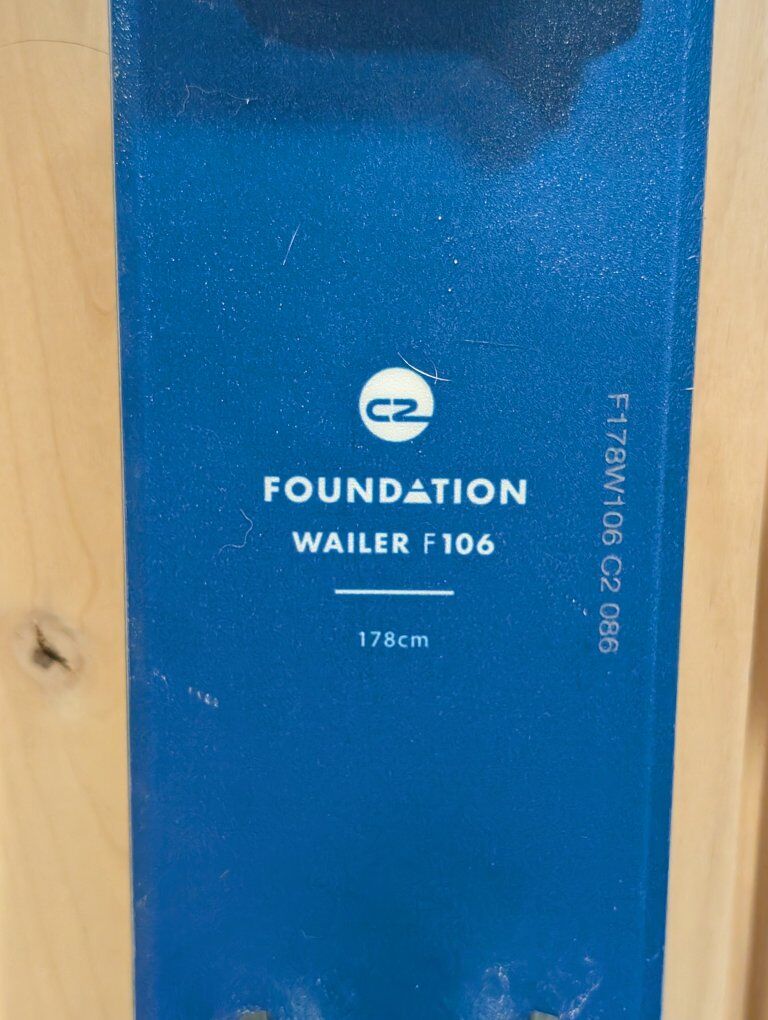 C2
FOUNDATION
WAILER F106
178cm
F178W106 C2 086